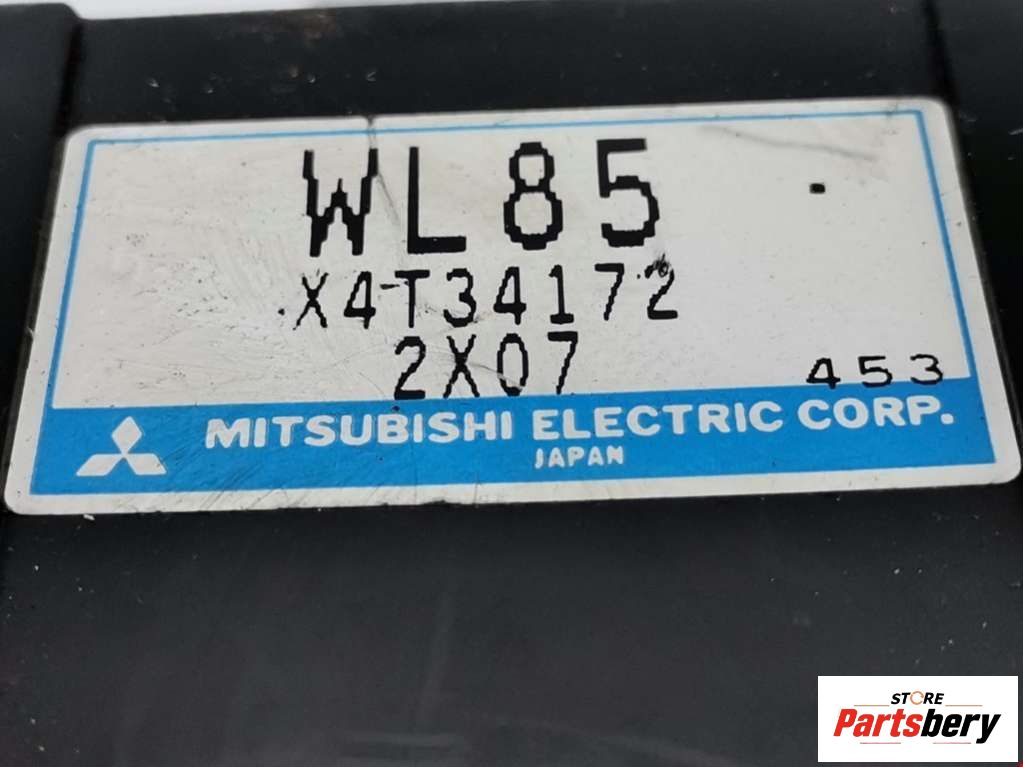 WL85
X4T34172
2X07
453
MITSUBISHI ELECTRIC CORP.
JAPAN
STORE
Partsbery